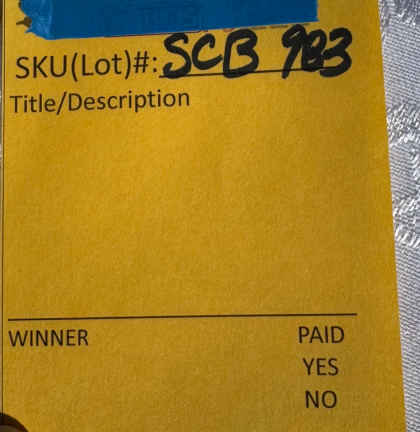 SKU(Lot)#: SCB 983
Title/Description
WINNER PAID
YES
NO